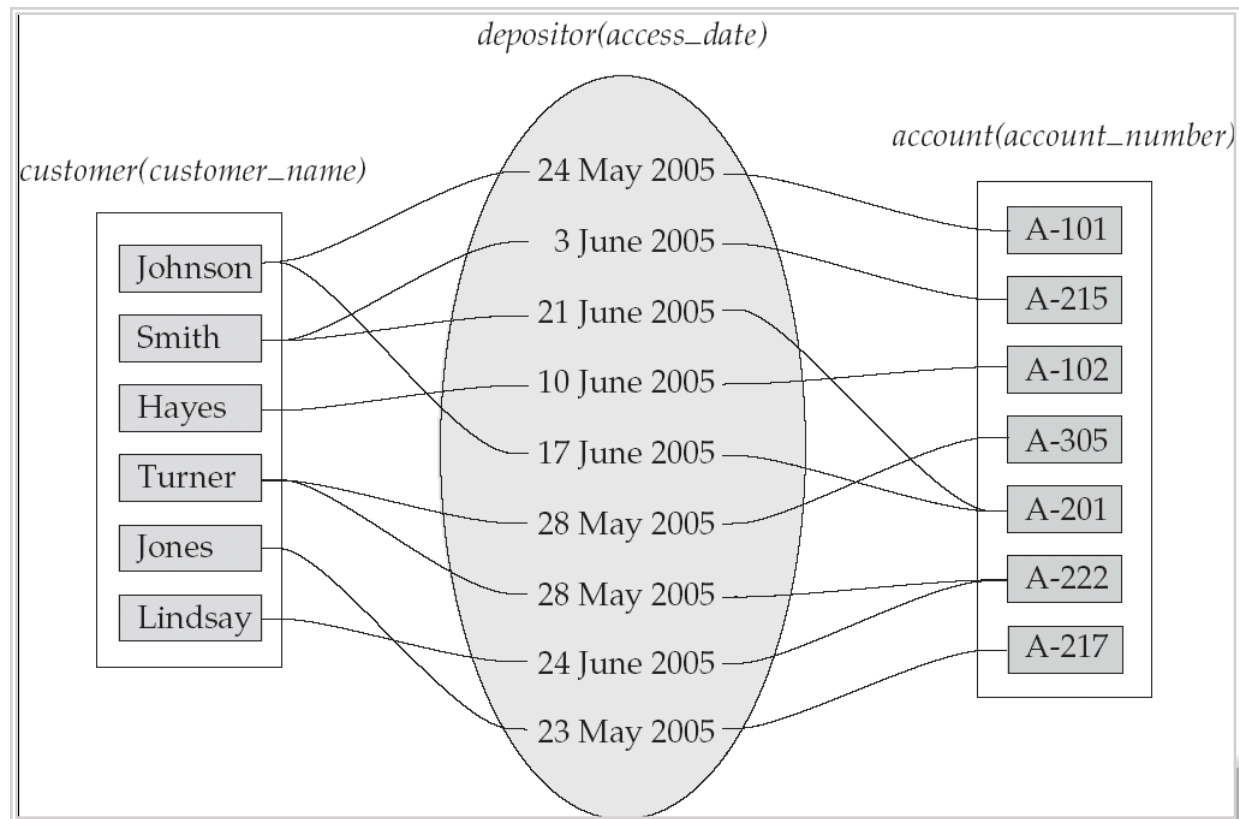 depositor(access_date)
customer(customer_name)
account(account_number)
Johnson
Smith
Hayes
Turner
Jones
Lindsay
24 May 2005
3 June 2005
21 June 2005
10 June 2005
17 June 2005
28 May 2005
28 May 2005
24 June 2005
23 May 2005
A-101
A-215
A-102
A-305
A-201
A-222
A-217